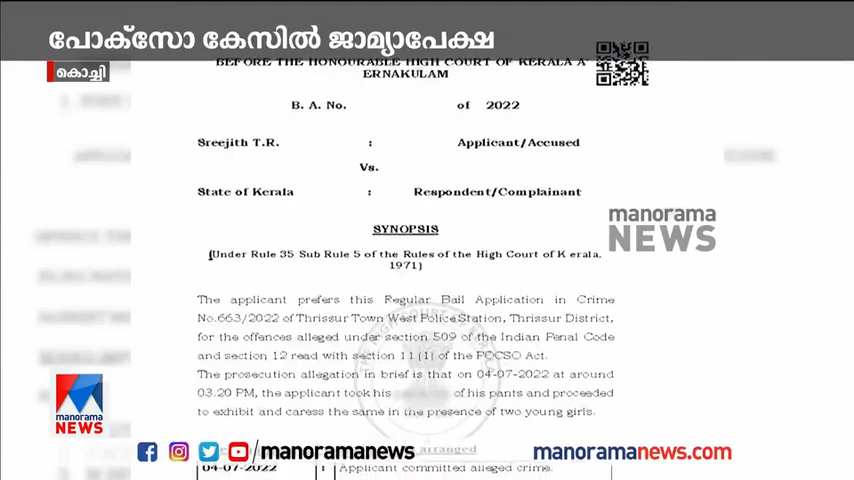 പോക്സോ കേസിൽ ജാമ്യാപേക്ഷ
കൊച്ചി
BEFORE THE HONOURABLE HIGH COURT OF KERALA A
ERNAKULAM
B. A. No. of 2022
Sreejith T.R. : Applicant/Accused
Vs.
State of Kerala : Respondent/Complainant
manorama
NEWS
SYNOPSIS
(Under Rule 35 Sub Rule 5 of the Rules of the High Court of Kerala,
1971)
The applicant prefers this Regular Bail Application in Crime
No.663/2022 of Thrissur Town West Police Station, Thrissur District,
for the offences alleged under section 509 of the Indian Penal Code
and section 12 read with section 11 (1) of the POCSO Act.
The prosecution allegation in brief is that on 04-07-2022 at around
03.20 PM, the applicant took his of his pants and proceeded
to exhibit and caress the same in the presence of two young girls.
manorama
NEWS
/manoramanews
manoramanews.com
arranged
04-07-2022 : Applicant committed alleged crime.